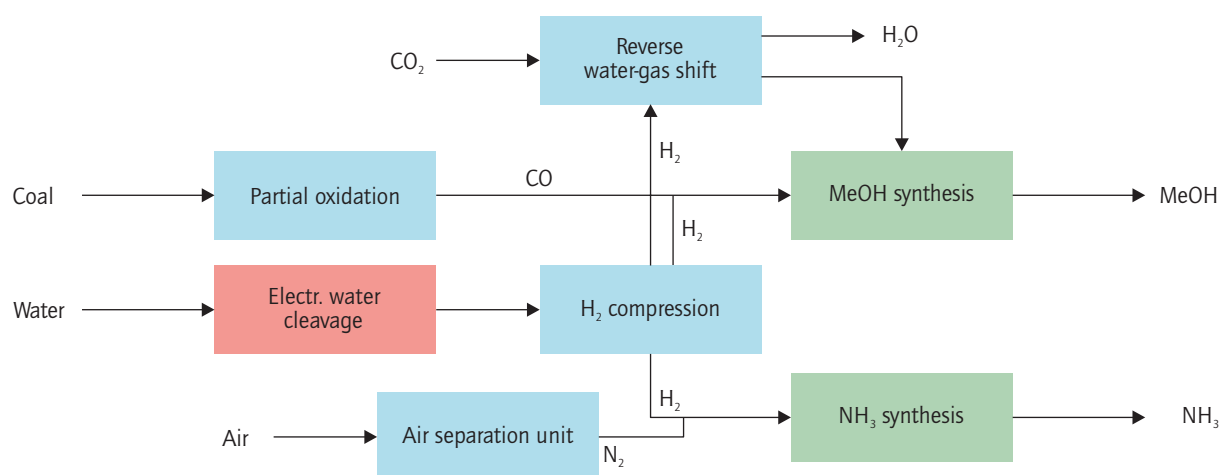 CO₂
Reverse
water-gas shift
H₂O
H₂
Coal
Partial oxidation
CO
MeOH synthesis
MeOH
H₂
Water
Electr. water
cleavage
H₂ compression
H₂
NH₃ synthesis
NH₃
Air
Air separation unit
N₂